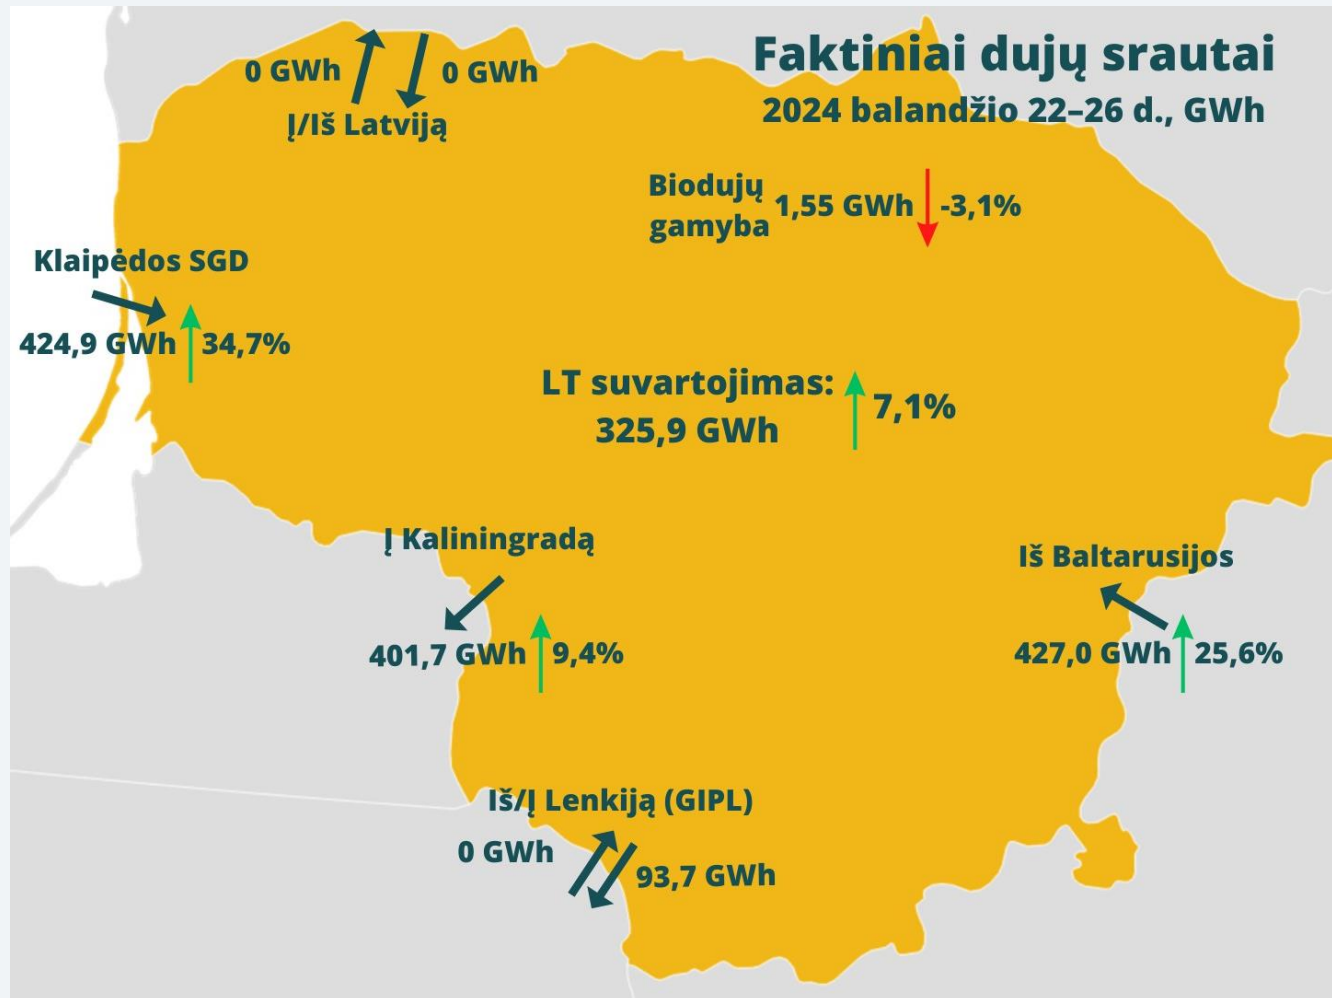 Faktiniai dujų srautai
2024 balandžio 22–26 d., GWh
0 GWh
0 GWh
Į/Iš Latviją
Biodujų
gamyba
1,55 GWh
-3,1%
Klaipėdos SGD
424,9 GWh
34,7%
LT suvartojimas:
325,9 GWh
7,1%
Į Kaliningradą
401,7 GWh
9,4%
Iš Baltarusijos
427,0 GWh
25,6%
Iš/Į Lenkiją (GIPL)
0 GWh
93,7 GWh